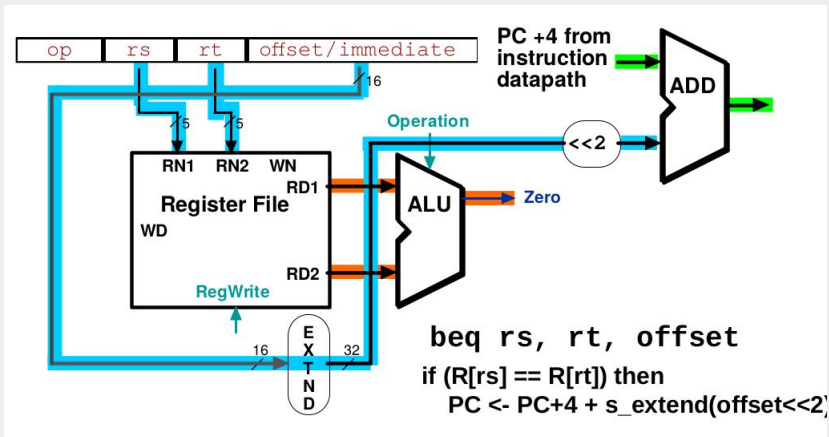 op rs rt offset/immediate
PC +4 from
instruction
datapath
ADD
16
5
5
Operation
<<2
RN1 RN2 WN
RD1
Register File
ALU
Zero
WD
RD2
RegWrite
16
EXTND
32
beq rs, rt, offset
if (R[rs] == R[rt]) then
PC <- PC+4 + s_extend(offset<<2)